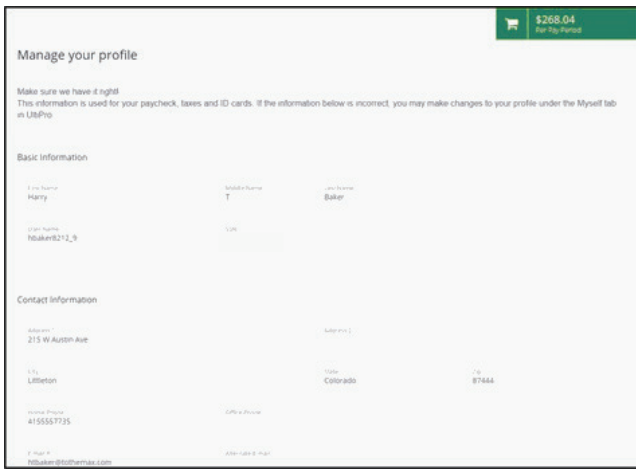 $268.04
Per Pay Period
Manage your profile
Make sure we have it right!
This information is used for your paycheck, taxes and ID cards. If the information below is incorrect, you may make changes to your profile under the Myself tab
in UltiPro
Basic Information
First Name Middle Name Last Name
Harry T Baker
User Name SSN
htbaker8212_9
Contact Information
Address 1 Address 2
215 W Austin Ave
City State Zip
Littleton Colorado 87444
Home Phone Office Phone
4155557735
E-mail Alternate E-mail
htbaker@tothemax.com